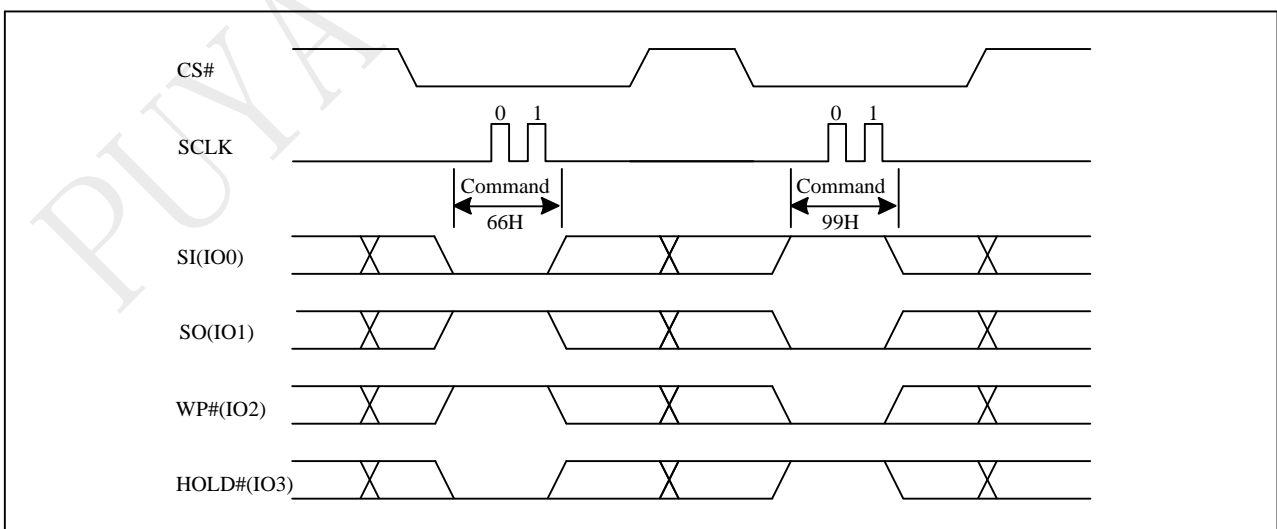 PUYA
CS#
0 1 0 1
SCLK
Command Command
66H 99H
SI(IO0)
SO(IO1)
WP#(IO2)
HOLD#(IO3)